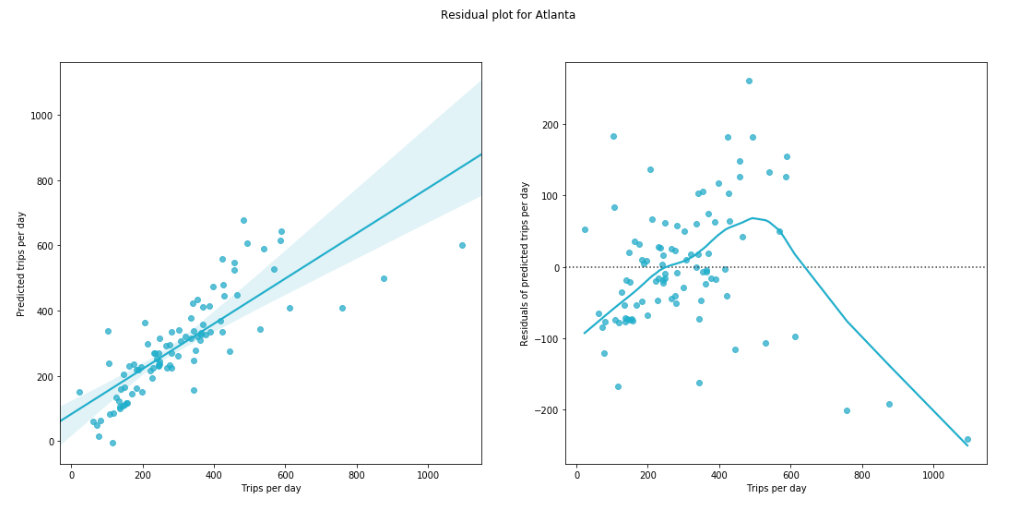 Residual plot for Atlanta
Predicted trips per day
1000
800
600
400
200
0
0 200 400 600 800 1000
Trips per day
Residuals of predicted trips per day
200
100
0
−100
−200
0 200 400 600 800 1000
Trips per day